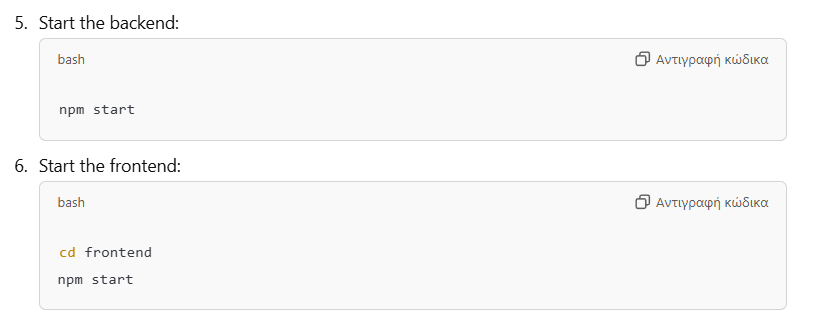 5. Start the backend:
bash Αντιγραφή κώδικα
npm start
6. Start the frontend:
bash Αντιγραφή κώδικα
cd frontend
npm start